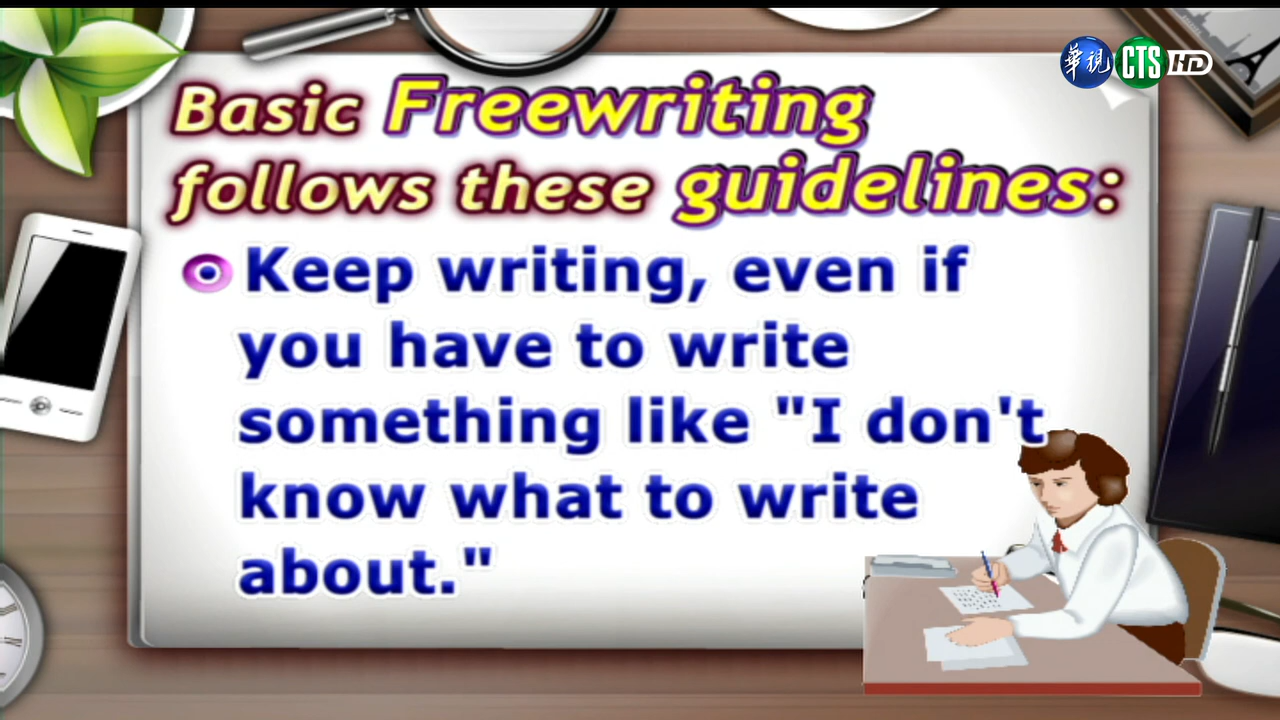 華視 CTS HD
Basic Freewriting
follows these guidelines:
Keep writing, even if
you have to write
something like "I don't
know what to write
about."